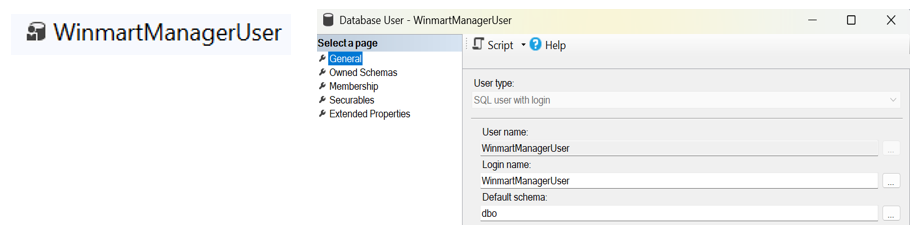 WinmartManagerUser
Database User - WinmartManagerUser
Select a page
General
Owned Schemas
Membership
Securables
Extended Properties
Script
Help
User type:
SQL user with login
User name:
WinmartManagerUser
...
Login name:
WinmartManagerUser
...
Default schema:
dbo
...